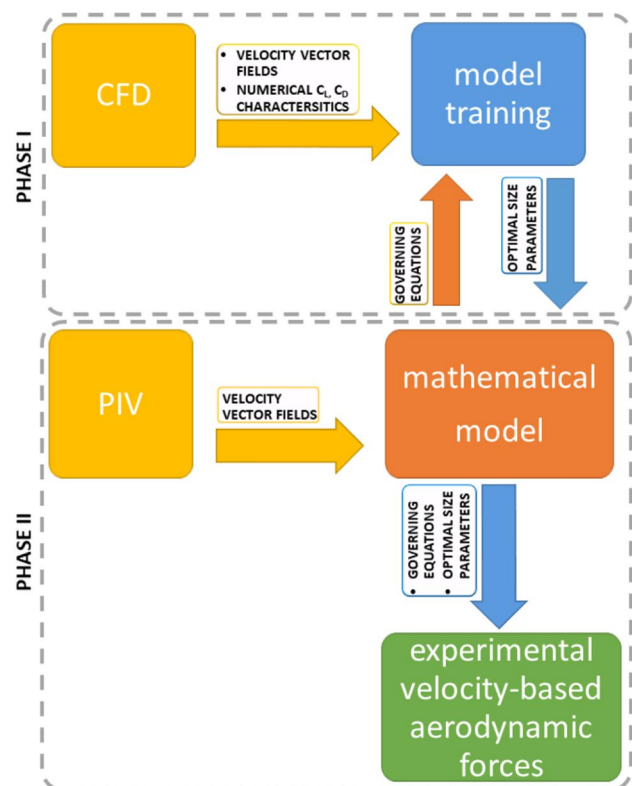 PHASE I
CFD
• VELOCITY VECTOR
FIELDS
• NUMERICAL CL, CD
CHARACTERSITICS
model
training
GOVERNING
EQUATIONS
OPTIMAL SIZE
PARAMETERS
PHASE II
PIV
VELOCITY
VECTOR FIELDS
mathematical
model
• GOVERNING
EQUATIONS
• OPTIMAL SIZE
PARAMETERS
experimental
velocity-based
aerodynamic
forces